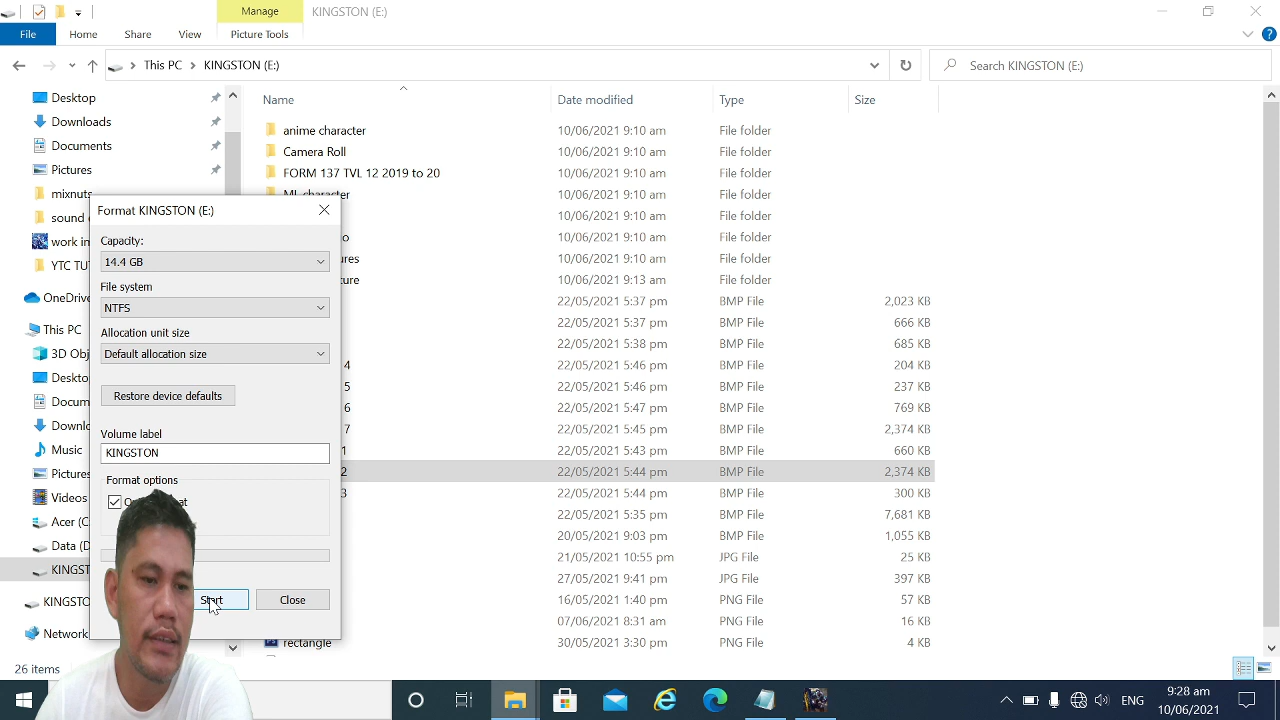 Manage
KINGSTON (E:)
File
Home
Share
View
Picture Tools
This PC
KINGSTON (E:)
Search KINGSTON (E:)
Name
Date modified
Type
Size
Desktop
Downloads
Documents
Pictures
mixnuts
sound
work in
YTC TU
OneDrive
This PC
3D Obj
Deskto
Docum
Downlo
Music
Pictures
Videos
Acer (C
Data (D
KINGST
KINGSTO
Network
26 items
anime character 10/06/2021 9:10 am File folder
Camera Roll 10/06/2021 9:10 am File folder
FORM 137 TVL 12 2019 to 20 10/06/2021 9:10 am File folder
ML character 10/06/2021 9:10 am File folder
10/06/2021 9:10 am File folder
o 10/06/2021 9:10 am File folder
ures 10/06/2021 9:10 am File folder
ture 10/06/2021 9:13 am File folder
22/05/2021 5:37 pm BMP File 2,023 KB
22/05/2021 5:37 pm BMP File 666 KB
22/05/2021 5:38 pm BMP File 685 KB
4 22/05/2021 5:46 pm BMP File 204 KB
5 22/05/2021 5:46 pm BMP File 237 KB
6 22/05/2021 5:47 pm BMP File 769 KB
7 22/05/2021 5:45 pm BMP File 2,374 KB
1 22/05/2021 5:43 pm BMP File 660 KB
2 22/05/2021 5:44 pm BMP File 2,374 KB
3 22/05/2021 5:44 pm BMP File 300 KB
22/05/2021 5:35 pm BMP File 7,681 KB
20/05/2021 9:03 pm BMP File 1,055 KB
21/05/2021 10:55 pm JPG File 25 KB
27/05/2021 9:41 pm JPG File 397 KB
16/05/2021 1:40 pm PNG File 57 KB
07/06/2021 8:31 am PNG File 16 KB
rectangle 30/05/2021 3:30 pm PNG File 4 KB
Format KINGSTON (E:)
Capacity:
14.4 GB
File system
NTFS
Allocation unit size
Default allocation size
Restore device defaults
Volume label
KINGSTON
Format options
Start
Close
ENG
9:28 am
10/06/2021